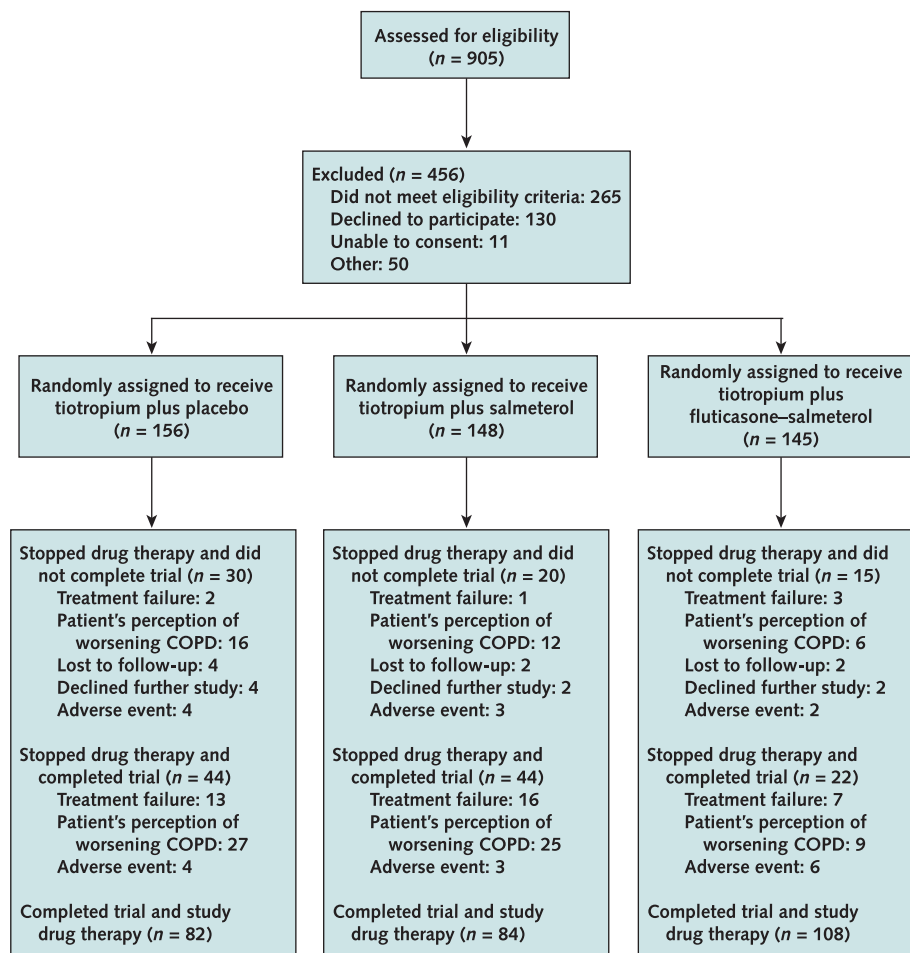 Assessed for eligibility
(n = 905)
Excluded (n = 456)
Did not meet eligibility criteria: 265
Declined to participate: 130
Unable to consent: 11
Other: 50
Randomly assigned to receive
tiotropium plus placebo
(n = 156)
Randomly assigned to receive
tiotropium plus salmeterol
(n = 148)
Randomly assigned to receive
tiotropium plus
fluticasone–salmeterol
(n = 145)
Stopped drug therapy and did
not complete trial (n = 30)
Treatment failure: 2
Patient's perception of
worsening COPD: 16
Lost to follow-up: 4
Declined further study: 4
Adverse event: 4
Stopped drug therapy and
completed trial (n = 44)
Treatment failure: 13
Patient's perception of
worsening COPD: 27
Adverse event: 4
Completed trial and study
drug therapy (n = 82)
Stopped drug therapy and did
not complete trial (n = 20)
Treatment failure: 1
Patient's perception of
worsening COPD: 12
Lost to follow-up: 2
Declined further study: 2
Adverse event: 3
Stopped drug therapy and
completed trial (n = 44)
Treatment failure: 16
Patient's perception of
worsening COPD: 25
Adverse event: 3
Completed trial and study
drug therapy (n = 84)
Stopped drug therapy and did
not complete trial (n = 15)
Treatment failure: 3
Patient's perception of
worsening COPD: 6
Lost to follow-up: 2
Declined further study: 2
Adverse event: 2
Stopped drug therapy and
completed trial (n = 22)
Treatment failure: 7
Patient's perception of
worsening COPD: 9
Adverse event: 6
Completed trial and study
drug therapy (n = 108)